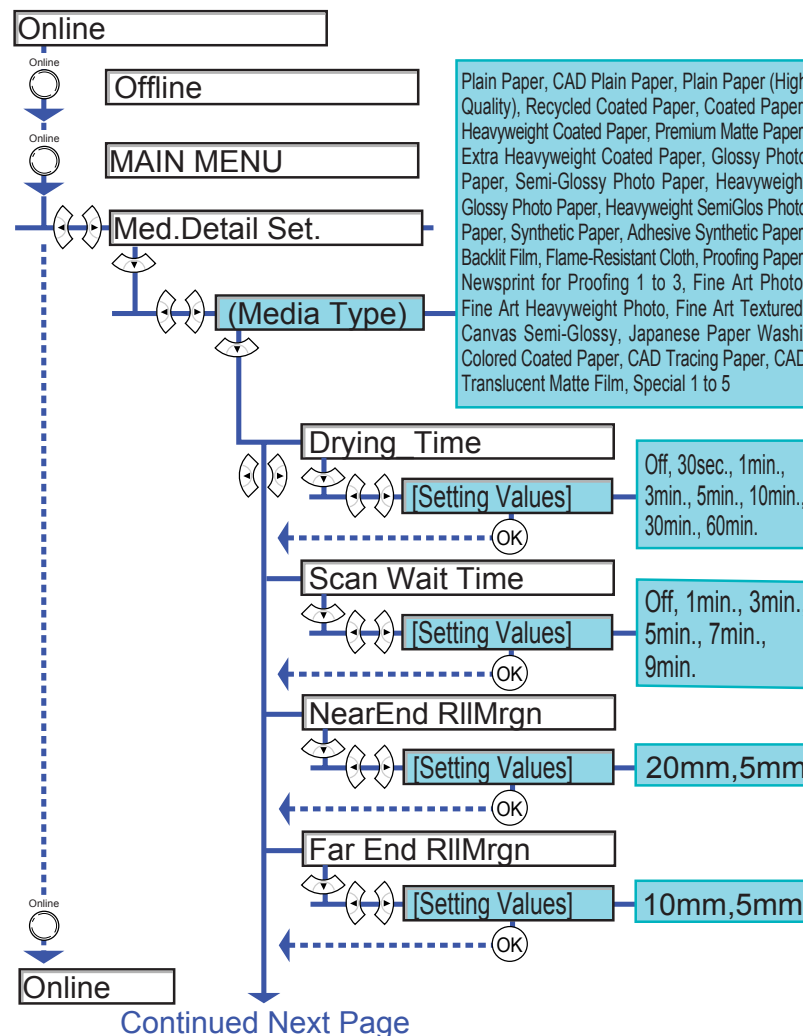 Online
Online
Offline
Online
MAIN MENU
Med.Detail Set.
(Media Type)
Plain Paper, CAD Plain Paper, Plain Paper (High
Quality), Recycled Coated Paper, Coated Paper
Heavyweight Coated Paper, Premium Matte Paper
Extra Heavyweight Coated Paper, Glossy Photo
Paper, Semi-Glossy Photo Paper, Heavyweight
Glossy Photo Paper, Heavyweight SemiGlos Photo
Paper, Synthetic Paper, Adhesive Synthetic Paper
Backlit Film, Flame-Resistant Cloth, Proofing Paper
Newsprint for Proofing 1 to 3, Fine Art Photo
Fine Art Heavyweight Photo, Fine Art Textured
Canvas Semi-Glossy, Japanese Paper Washi
Colored Coated Paper, CAD Tracing Paper, CAD
Translucent Matte Film, Special 1 to 5
Drying_Time
[Setting Values]
Off, 30sec., 1min.,
3min., 5min., 10min.,
30min., 60min.
OK
Scan Wait Time
[Setting Values]
Off, 1min., 3min.
5min., 7min.,
9min.
OK
NearEnd RllMrgn
[Setting Values]
20mm,5mm
OK
Far End RllMrgn
[Setting Values]
10mm,5mm
OK
Online
Online
Continued Next Page